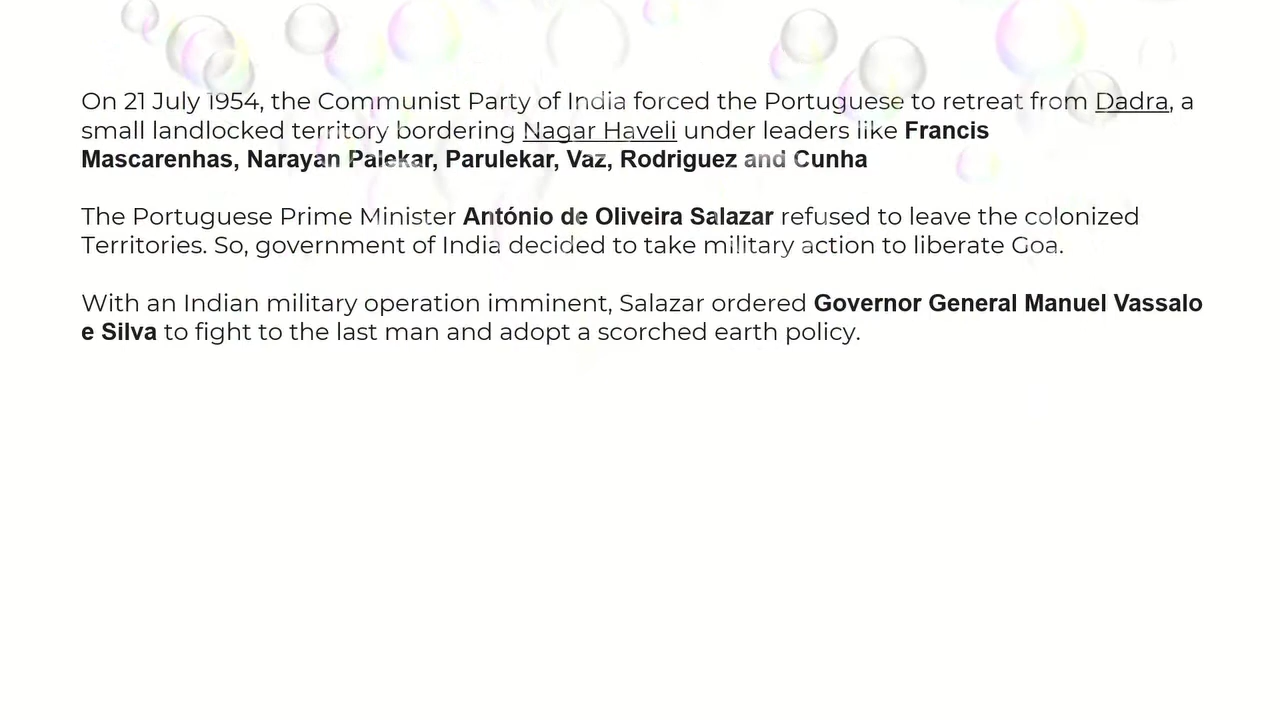 On 21 July 1954, the Communist Party of India forced the Portuguese to retreat from Dadra, a
small landlocked territory bordering Nagar Haveli under leaders like Francis
Mascarenhas, Narayan Palekar, Parulekar, Vaz, Rodriguez and Cunha
The Portuguese Prime Minister António de Oliveira Salazar refused to leave the colonized
Territories. So, government of India decided to take military action to liberate Goa.
With an Indian military operation imminent, Salazar ordered Governor General Manuel Vassalo
e Silva to fight to the last man and adopt a scorched earth policy.